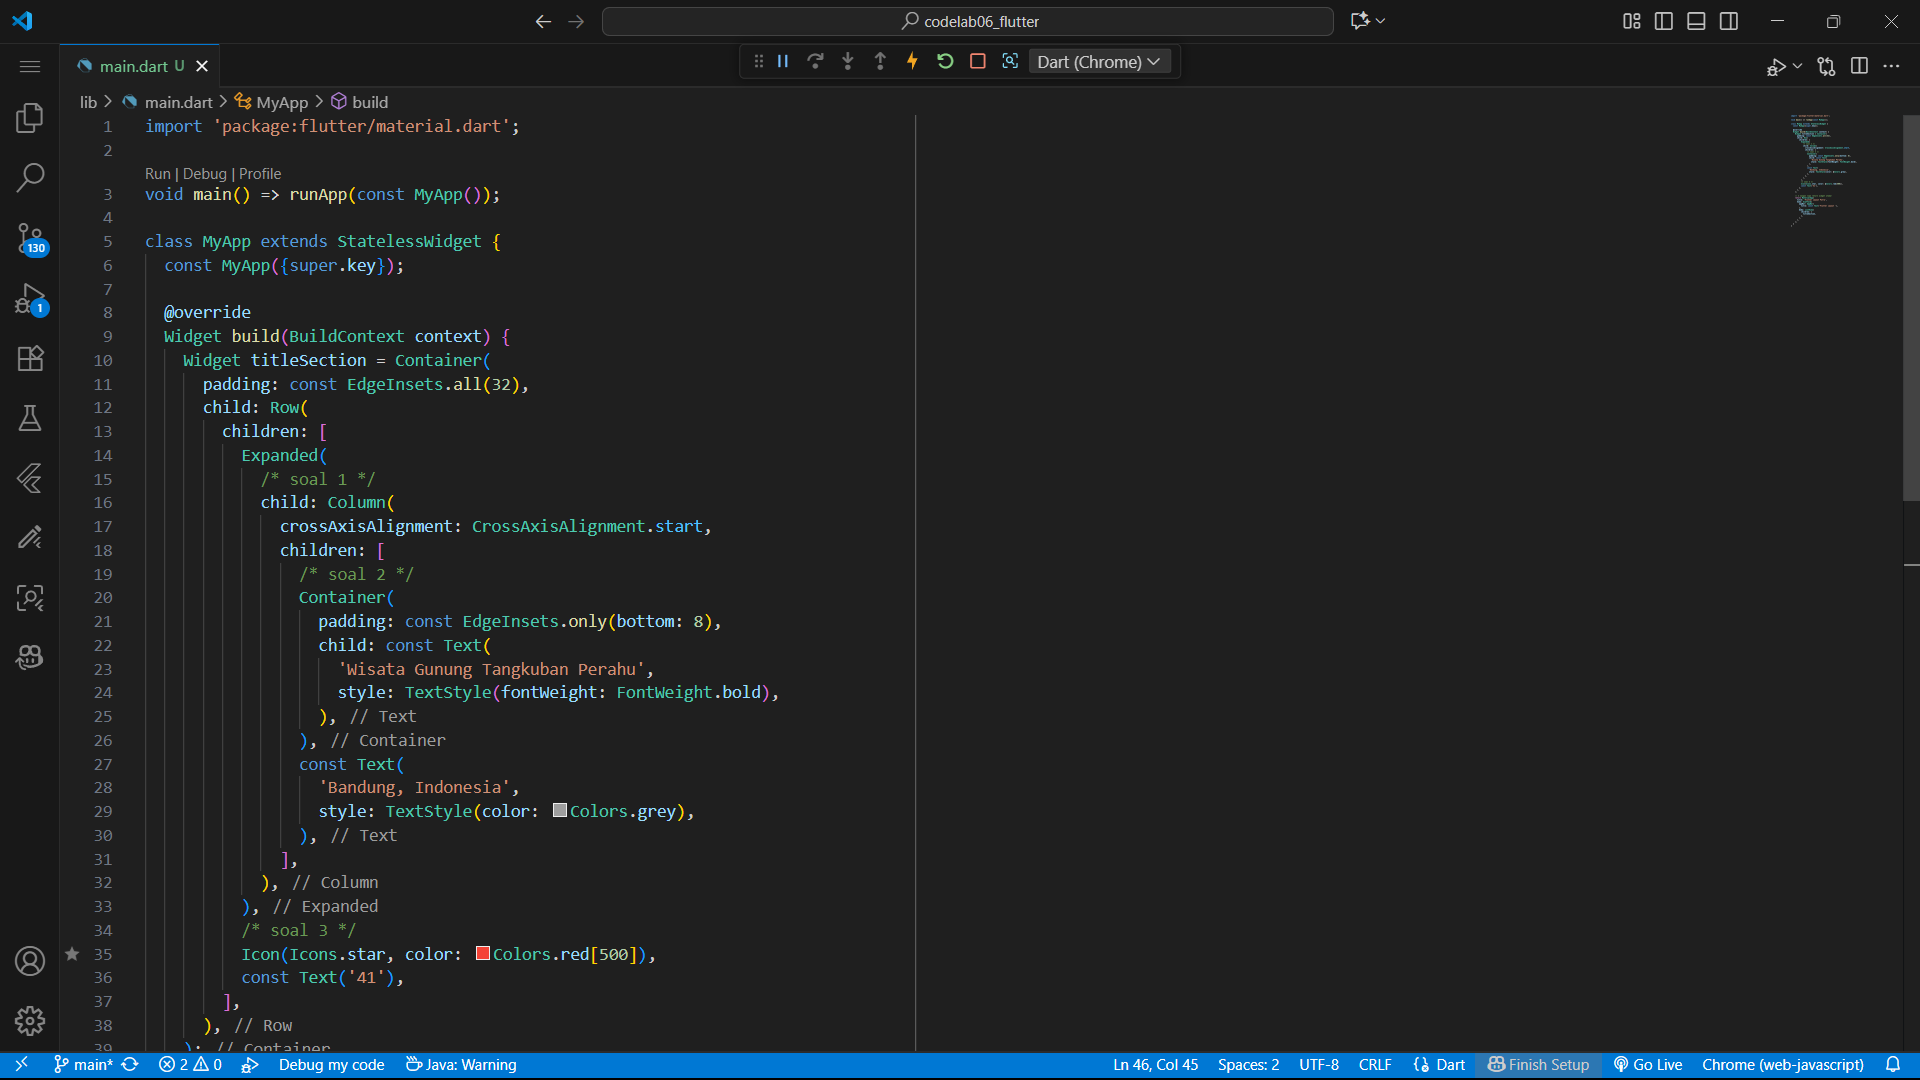 codelab06_flutter
main.dart U
Dart (Chrome)
lib > main.dart > MyApp > build
1 import 'package:flutter/material.dart';
2
Run | Debug | Profile
3 void main() => runApp(const MyApp());
4
5 class MyApp extends StatelessWidget {
6 const MyApp({super.key});
7
8 @override
9 Widget build(BuildContext context) {
10 Widget titleSection = Container(
11 padding: const EdgeInsets.all(32),
12 child: Row(
13 children: [
14 Expanded(
15 /* soal 1 */
16 child: Column(
17 crossAxisAlignment: CrossAxisAlignment.start,
18 children: [
19 /* soal 2 */
20 Container(
21 padding: const EdgeInsets.only(bottom: 8),
22 child: const Text(
23 'Wisata Gunung Tangkuban Perahu',
24 style: TextStyle(fontWeight: FontWeight.bold),
25 ), // Text
26 ), // Container
27 const Text(
28 'Bandung, Indonesia',
29 style: TextStyle(color: Colors.grey),
30 ), // Text
31 ],
32 ), // Column
33 ), // Expanded
34 /* soal 3 */
35 Icon(Icons.star, color: Colors.red[500]),
36 const Text('41'),
37 ],
38 ), // Row
39 ); // Container
130
1
main* 2 0 Debug my code Java: Warning Ln 46, Col 45 Spaces: 2 UTF-8 CRLF Dart Finish Setup Go Live Chrome (web-javascript)